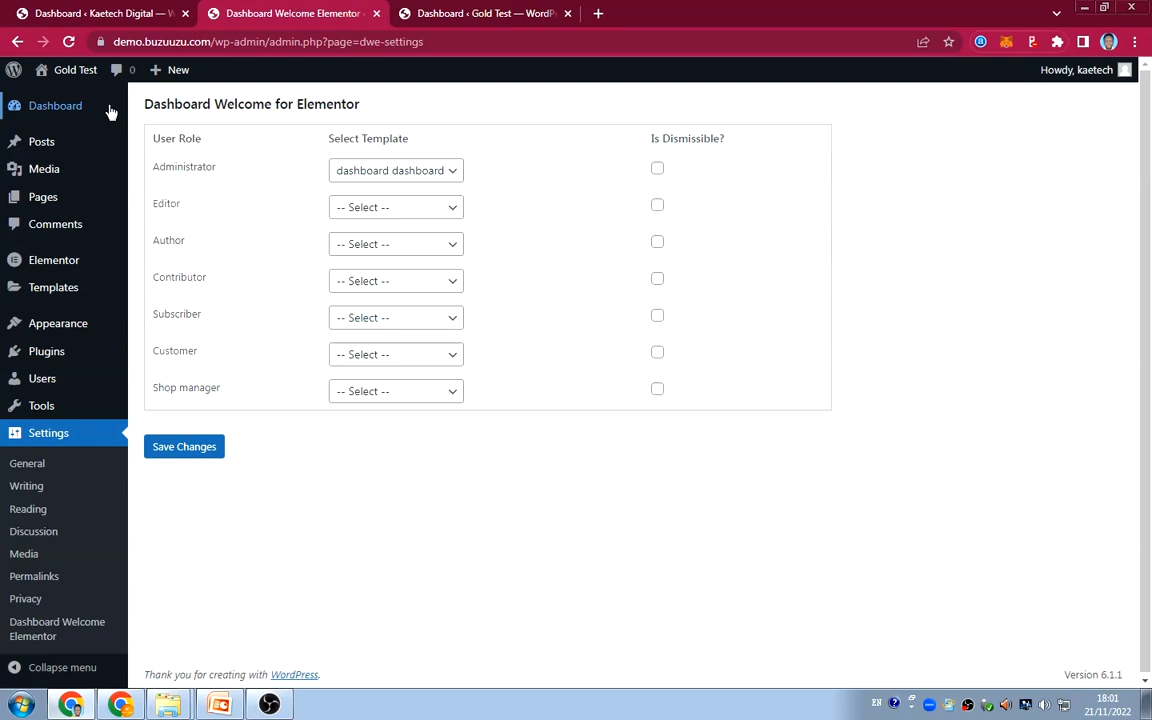 Dashboard ‹ Kaetech Digital — W
Dashboard Welcome Elementor ‹
Dashboard ‹ Gold Test — WordPr
demo.buzuuzu.com/wp-admin/admin.php?page=dwe-settings
Gold Test
0
New
Howdy, kaetech
Dashboard
Posts
Media
Pages
Comments
Elementor
Templates
Appearance
Plugins
Users
Tools
Settings
General
Writing
Reading
Discussion
Media
Permalinks
Privacy
Dashboard Welcome
Elementor
Collapse menu
Dashboard Welcome for Elementor
User Role Select Template Is Dismissible?
Administrator dashboard dashboard
Editor -- Select --
Author -- Select --
Contributor -- Select --
Subscriber -- Select --
Customer -- Select --
Shop manager -- Select --
Save Changes
Thank you for creating with WordPress.
Version 6.1.1
EN
18:01
21/11/2022